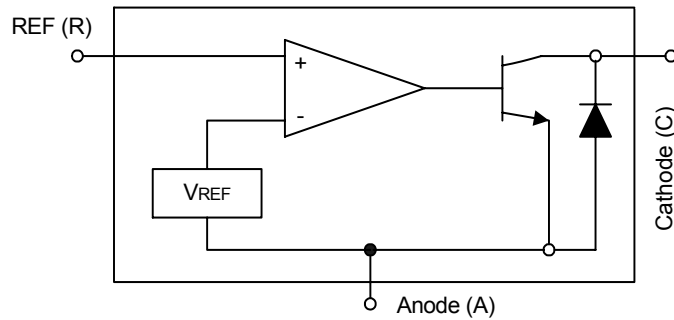 REF (R)
+
-
VREF
Cathode (C)
Anode (A)